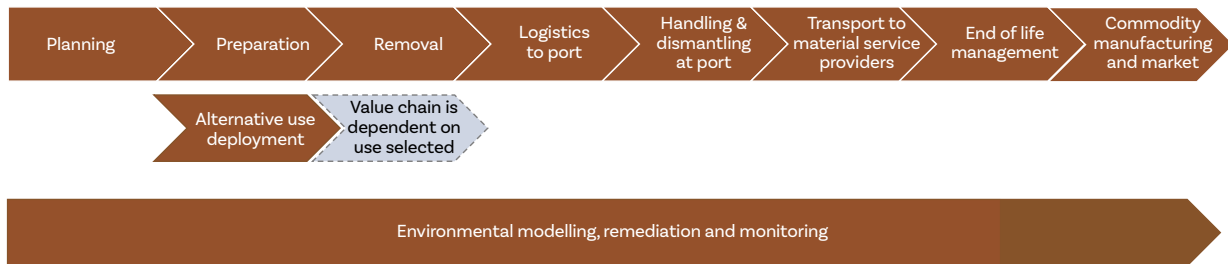 Planning
Preparation
Removal
Logistics
to port
Handling &
dismantling
at port
Transport to
material service
providers
End of life
management
Commodity
manufacturing
and market
Alternative use
deployment
Value chain is
dependent on
use selected
Environmental modelling, remediation and monitoring